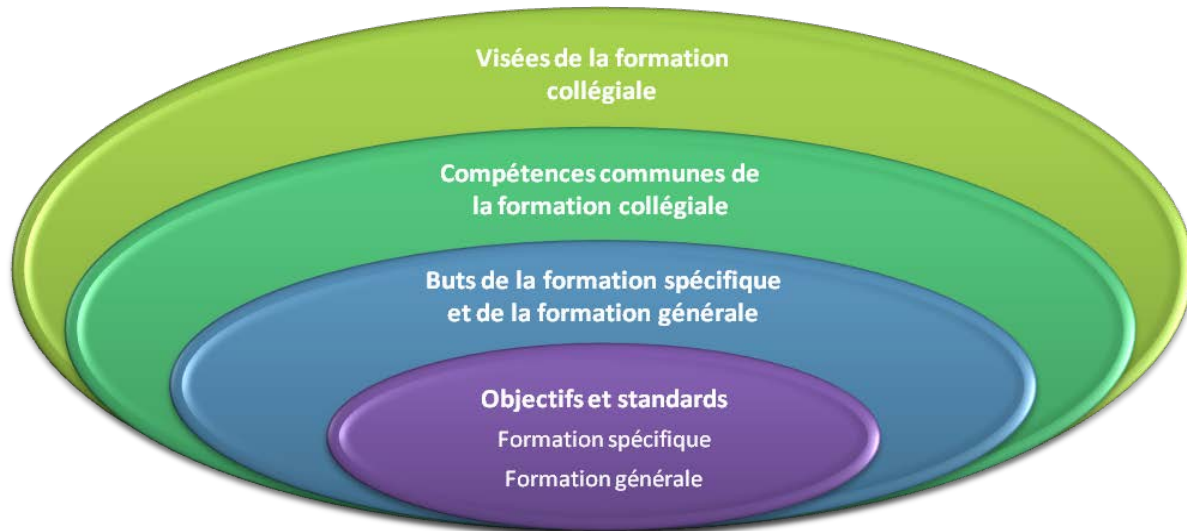 Visées de la formation
collégiale
Compétences communes de
la formation collégiale
Buts de la formation spécifique
et de la formation générale
Objectifs et standards
Formation spécifique
Formation générale